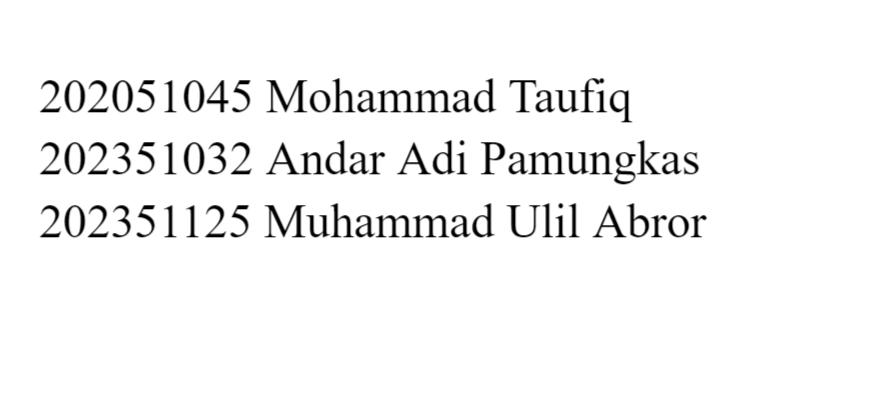 202051045 Mohammad Taufiq
202351032 Andar Adi Pamungkas
202351125 Muhammad Ulil Abror